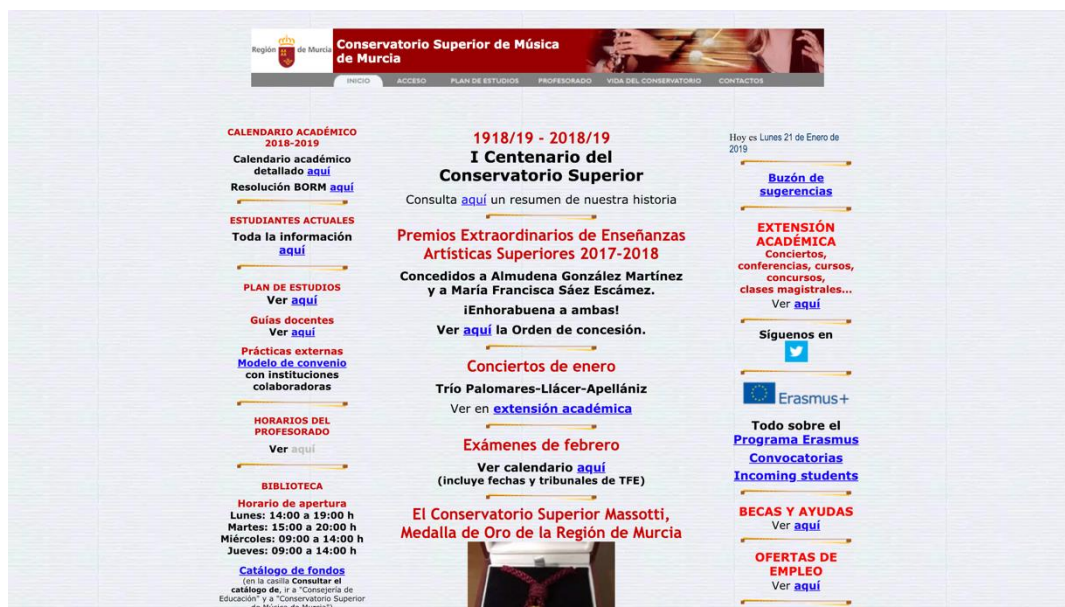 Región de Murcia
Conservatorio Superior de Música
de Murcia
INICIO ACCESO PLAN DE ESTUDIOS PROFESORADO VIDA DEL CONSERVATORIO CONTACTOS
CALENDARIO ACADÉMICO
2018-2019
Calendario académico
detallado aquí
Resolución BORM aquí
ESTUDIANTES ACTUALES
Toda la información
aquí
PLAN DE ESTUDIOS
Ver aquí
Guías docentes
Ver aquí
Prácticas externas
Modelo de convenio
con instituciones
colaboradoras
HORARIOS DEL
PROFESORADO
Ver aquí
BIBLIOTECA
Horario de apertura
Lunes: 14:00 a 19:00 h
Martes: 15:00 a 20:00 h
Miércoles: 09:00 a 14:00 h
Jueves: 09:00 a 14:00 h
Catálogo de fondos
(en la casilla Consultar el
catálogo de, ir a "Consejería de
Educación" y a "Conservatorio Superior
de Música de Murcia")
1918/19 - 2018/19
I Centenario del
Conservatorio Superior
Consulta aquí un resumen de nuestra historia
Premios Extraordinarios de Enseñanzas
Artísticas Superiores 2017-2018
Concedidos a Almudena González Martínez
y a María Francisca Sáez Escámez.
¡Enhorabuena a ambas!
Ver aquí la Orden de concesión.
Conciertos de enero
Trío Palomares-Llácer-Apellániz
Ver en extensión académica
Exámenes de febrero
Ver calendario aquí
(incluye fechas y tribunales de TFE)
El Conservatorio Superior Massotti,
Medalla de Oro de la Región de Murcia
Hoy es Lunes 21 de Enero de
2019
Buzón de
sugerencias
EXTENSIÓN
ACADÉMICA
Conciertos,
conferencias, cursos,
concursos,
clases magistrales...
Ver aquí
Síguenos en
Erasmus+
Todo sobre el
Programa Erasmus
Convocatorias
Incoming students
BECAS Y AYUDAS
Ver aquí
OFERTAS DE
EMPLEO
Ver aquí